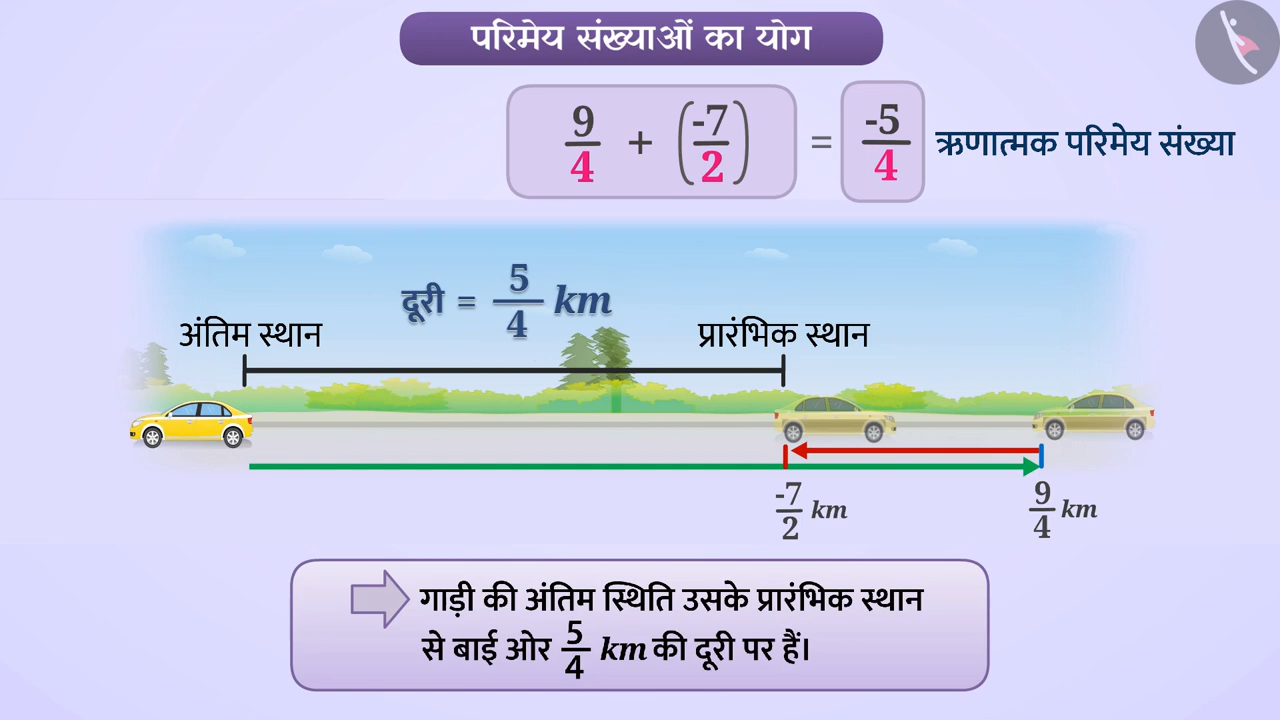 परिमेय संख्याओं का योग
9/4 + (-7/2) = -5/4 ऋणात्मक परिमेय संख्या
दूरी = 5/4 km
अंतिम स्थान
प्रारंभिक स्थान
-7/2 km
9/4 km
गाड़ी की अंतिम स्थिति उसके प्रारंभिक स्थान
से बाई ओर 5/4 km की दूरी पर हैं।